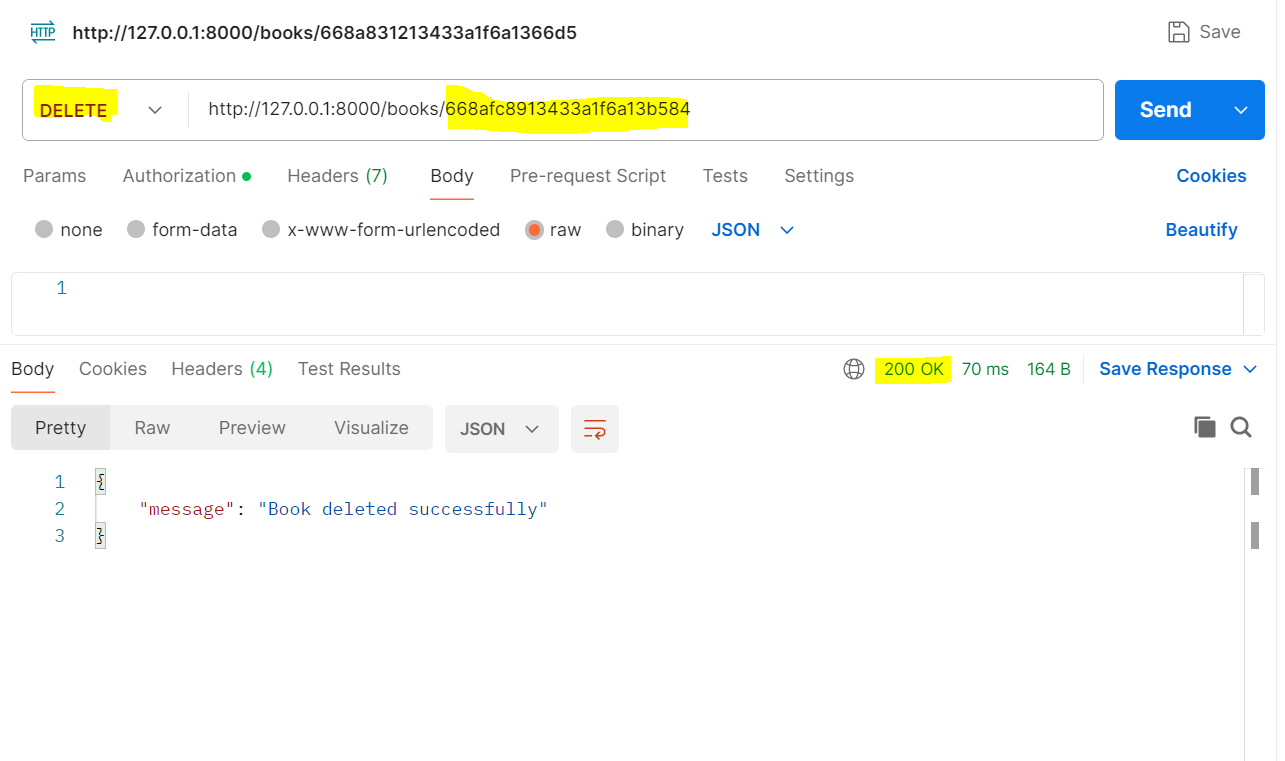 HTTP http://127.0.0.1:8000/books/668a831213433a1f6a1366d5 Save
DELETE http://127.0.0.1:8000/books/668afc8913433a1f6a13b584 Send
Params Authorization Headers (7) Body Pre-request Script Tests Settings Cookies
none form-data x-www-form-urlencoded raw binary JSON Beautify
1
Body Cookies Headers (4) Test Results 200 OK 70 ms 164 B Save Response
Pretty Raw Preview Visualize JSON
1 {
2 "message": "Book deleted successfully"
3 }